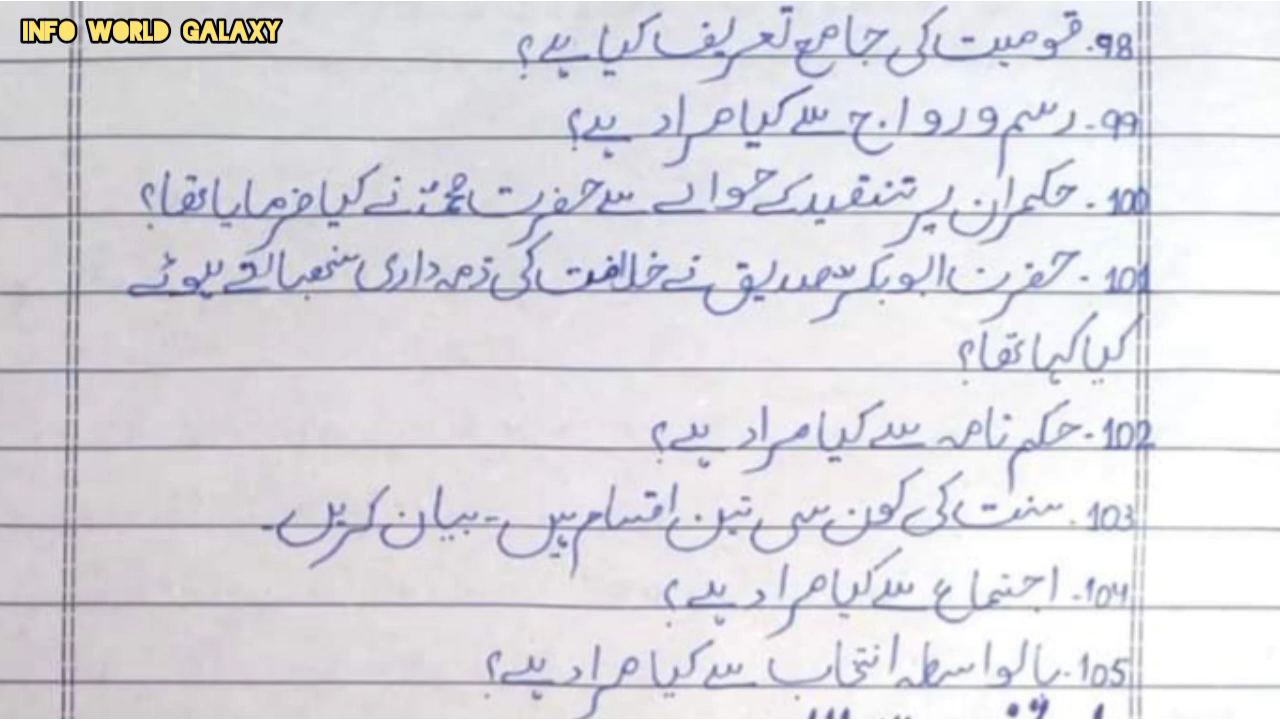 INFO WORLD GALAXY
98. قومیت کی جامع تعریف کیا ہے؟
99. رسم و رواج سے کیا مراد ہے؟
100. حکمران پر تنقید کے حوالے سے حضرت نے کیا فرمایا تھا؟
101. حضرت ابوبکر صدیق نے خلافت کی ذمہ داری سنبھالتے ہوئے
کیا کہا تھا؟
102. حکم نامہ سے کیا مراد ہے؟
103. سنت کی کون سی تین اقسام ہیں۔ بیان کریں۔
104. اجتماع سے کیا مراد ہے؟
105. بالواسطہ انتخاب سے کیا مراد ہے؟